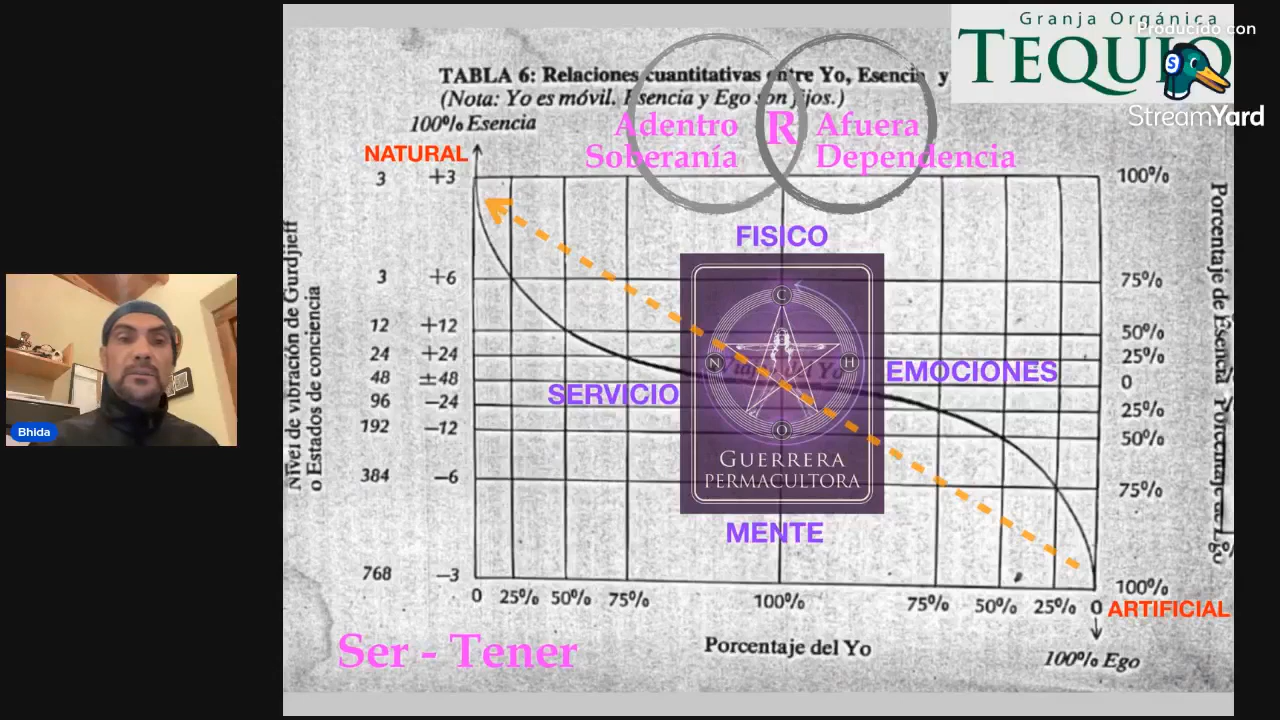 Granja Orgánica
TEQUIO
Producido con
StreamYard
S
TABLA 6: Relaciones cuantitativas entre Yo, Esencia y
(Nota: Yo es móvil. Esencia y Ego son fijos.)
100% Esencia
Adentro R Afuera
Soberanía Dependencia
NATURAL
3 +3 100%
FISICO
3 +6 75%
12 +12 50%
24 +24 25%
48 ±48 0
96 −24 25%
192 −12 50%
384 −6 75%
768 −3 100%
Nivel de vibración de Gurdjieff
o Estados de conciencia
Porcentaje de Esencia Porcentaje de Ego
SERVICIO
EMOCIONES
C
N
H
O
GUERRERA
PERMACULTORA
MENTE
Bhida
0 25% 50% 75% 100% 75% 50% 25% 0 ARTIFICIAL
Porcentaje del Yo
100% Ego
Ser - Tener